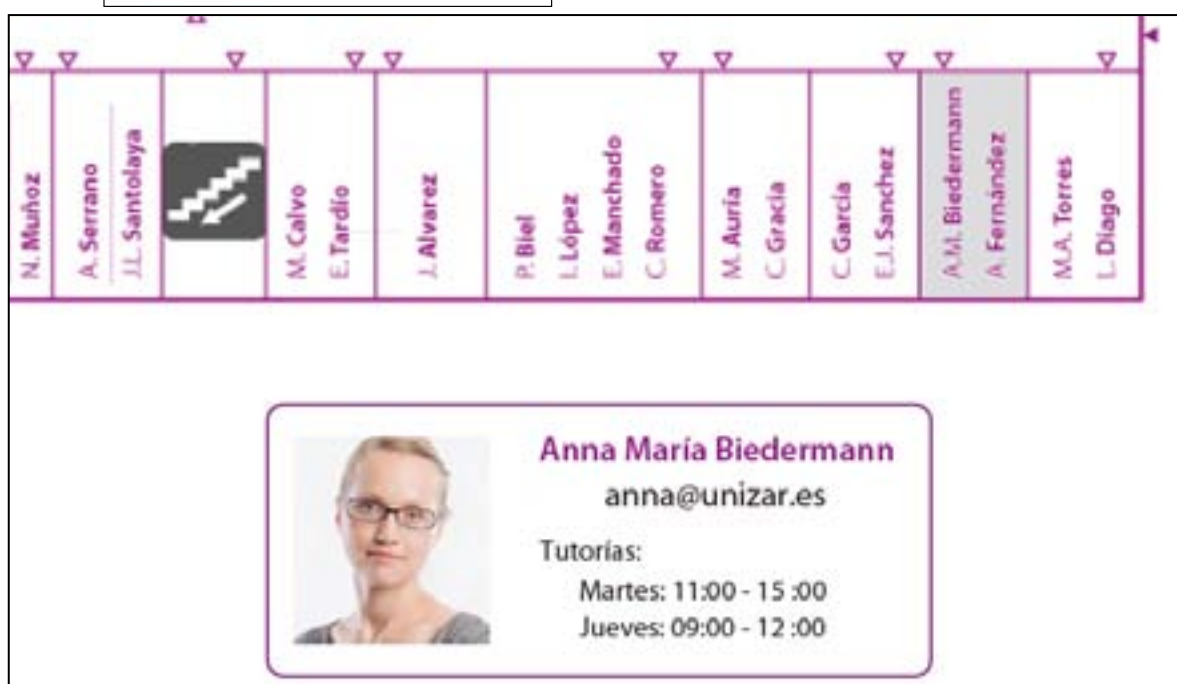 N. Muñoz
A. Serrano
J.L. Santolaya
M. Calvo
E. Tardío
J. Alvarez
P. Biel
I. López
E. Manchado
C. Romero
M. Auría
C. Gracia
C. García
E.J. Sanchez
A.M. Biedermann
A. Fernández
M.A. Torres
L. Diago
Anna María Biedermann
anna@unizar.es
Tutorías:
Martes: 11:00 - 15 :00
Jueves: 09:00 - 12 :00